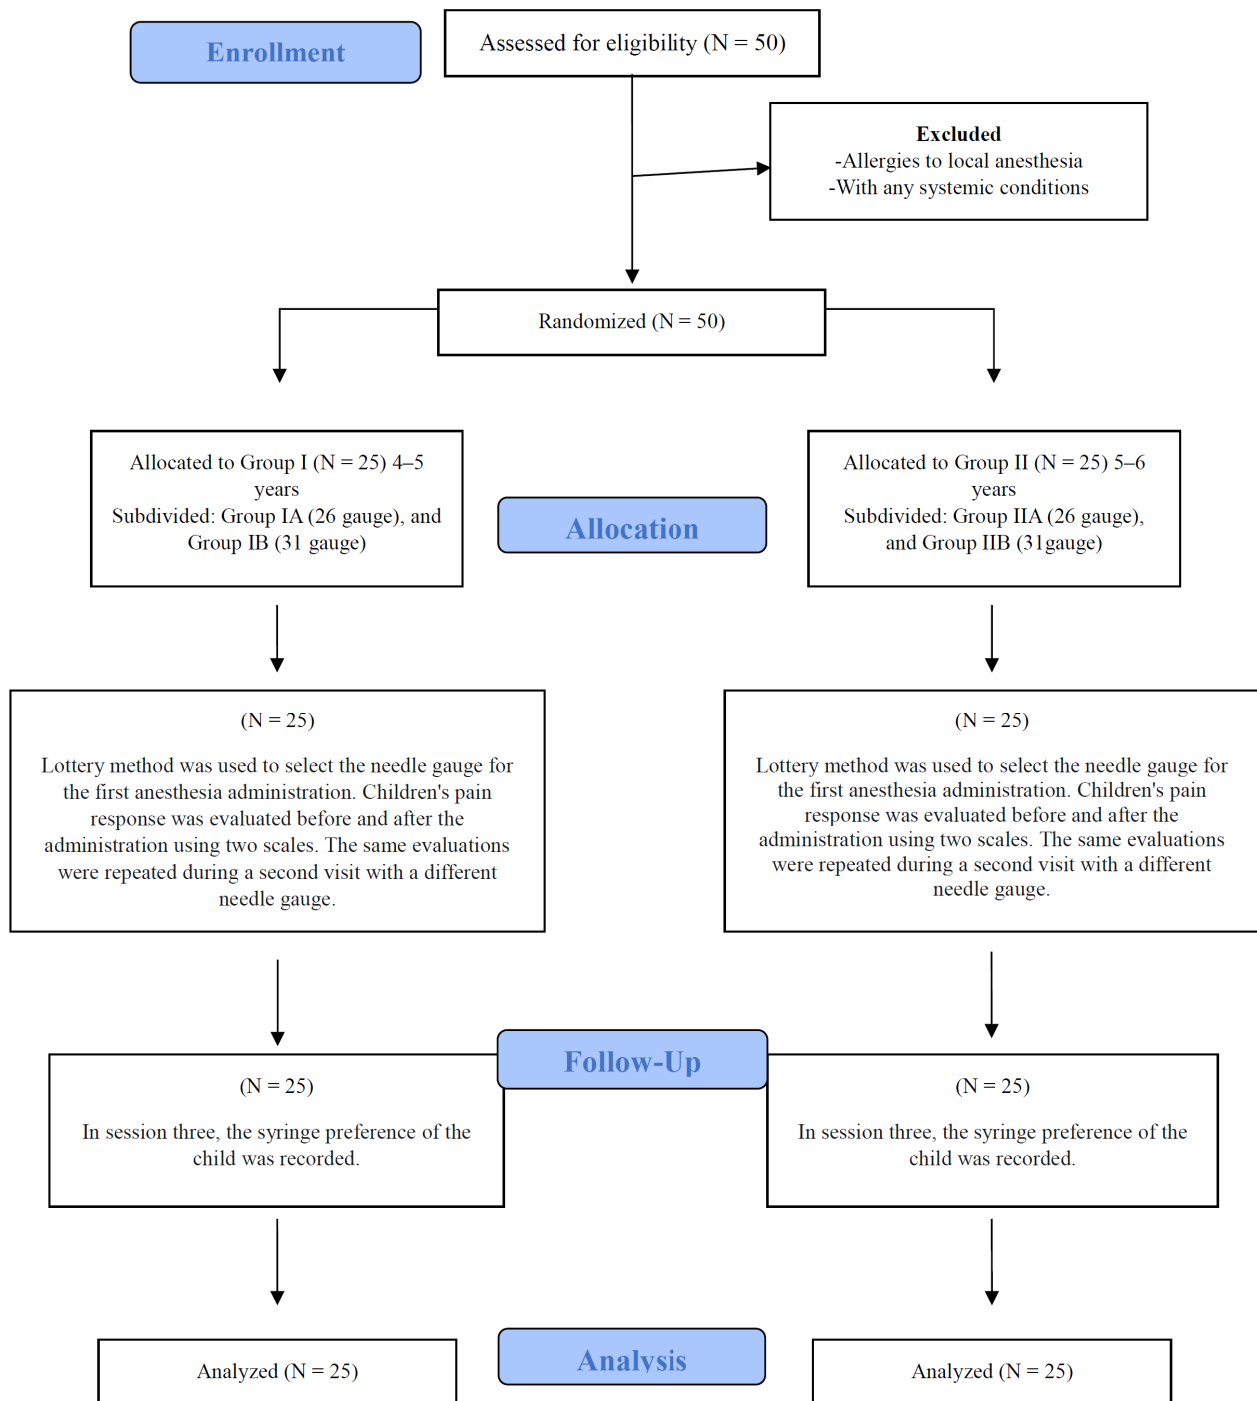 Enrollment
Assessed for eligibility (N = 50)
Excluded
-Allergies to local anesthesia
-With any systemic conditions
Randomized (N = 50)
Allocated to Group I (N = 25) 4–5
years
Subdivided: Group IA (26 gauge), and
Group IB (31 gauge)
Allocation
Allocated to Group II (N = 25) 5–6
years
Subdivided: Group IIA (26 gauge),
and Group IIB (31gauge)
(N = 25)
Lottery method was used to select the needle gauge for
the first anesthesia administration. Children's pain
response was evaluated before and after the
administration using two scales. The same evaluations
were repeated during a second visit with a different
needle gauge.
(N = 25)
Lottery method was used to select the needle gauge for
the first anesthesia administration. Children's pain
response was evaluated before and after the
administration using two scales. The same evaluations
were repeated during a second visit with a different
needle gauge.
Follow-Up
(N = 25)
In session three, the syringe preference of the
child was recorded.
(N = 25)
In session three, the syringe preference of the
child was recorded.
Analyzed (N = 25)
Analysis
Analyzed (N = 25)